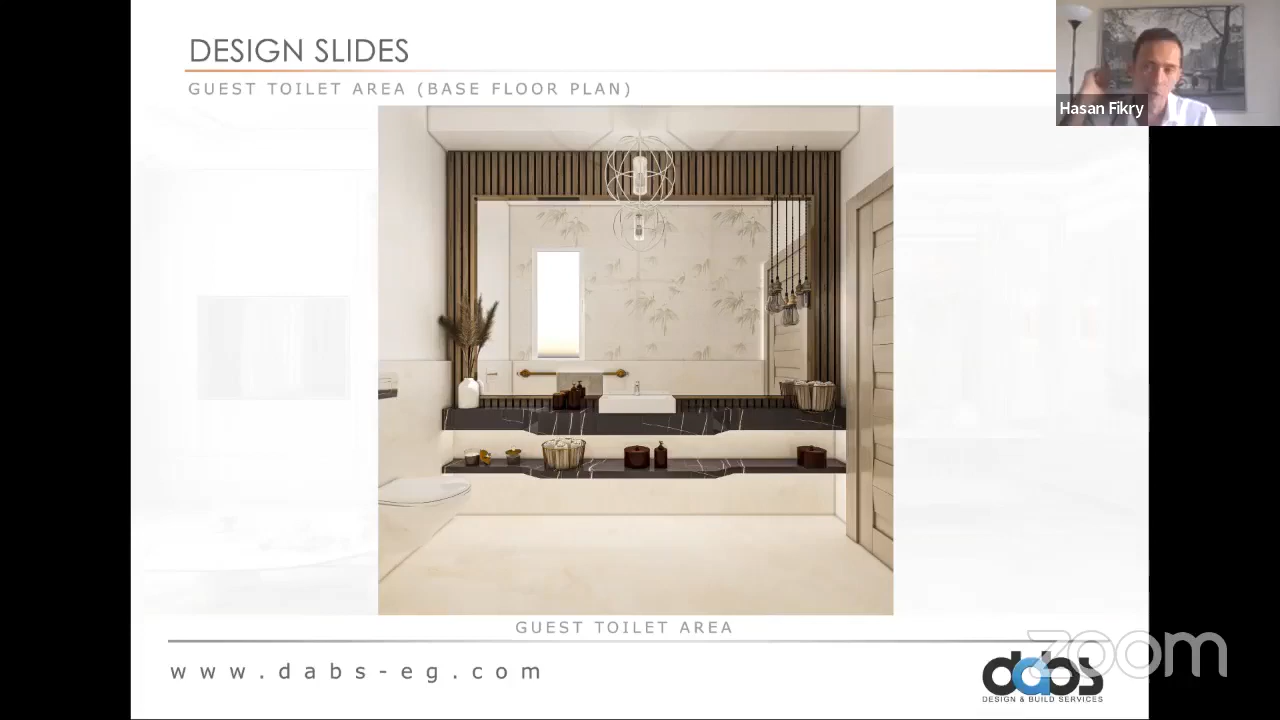 DESIGN SLIDES
GUEST TOILET AREA (BASE FLOOR PLAN)
Hasan Fikry
GUEST TOILET AREA
www.dabs-eg.com
dabs
DESIGN & BUILD SERVICES
zoom